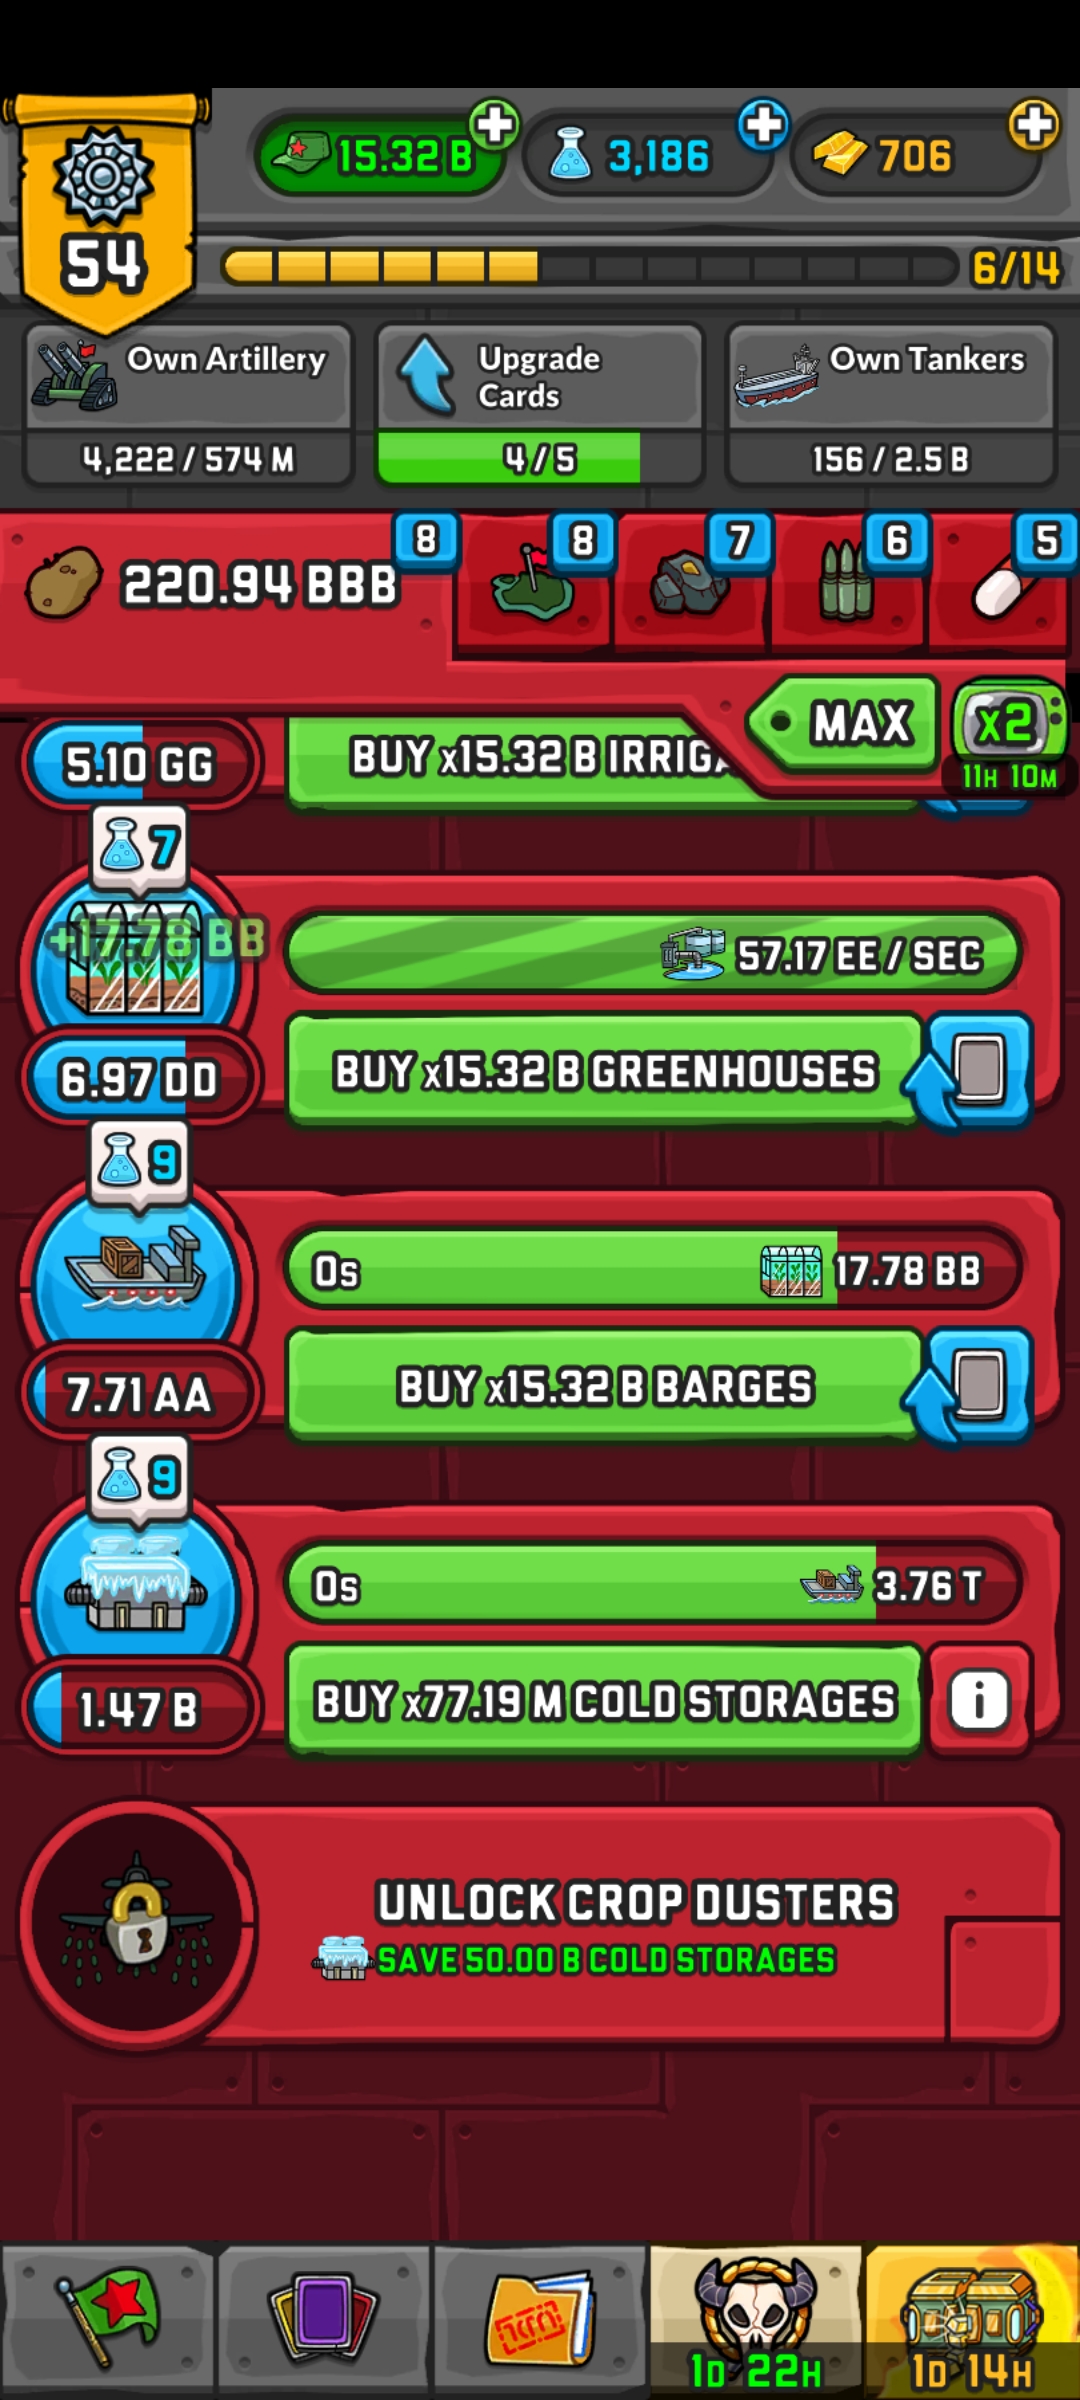 15.32 B
3,186
706
54
6/14
Own Artillery
4,222 / 574 M
Upgrade
Cards
4 / 5
Own Tankers
156 / 2.5 B
220.94 BBB
8
8
7
6
5
MAX
x2
11H 10M
5.10 GG
BUY x15.32 B
7
+17.78 BB
57.17 EE / SEC
6.97 DD
BUY x15.32 B GREENHOUSES
9
0s
17.78 BB
7.71 AA
BUY x15.32 B BARGES
9
0s
3.76 T
1.47 B
BUY x77.19 M COLD STORAGES
i
UNLOCK CROP DUSTERS
SAVE 50.00 B COLD STORAGES
1D 22H
1D 14H